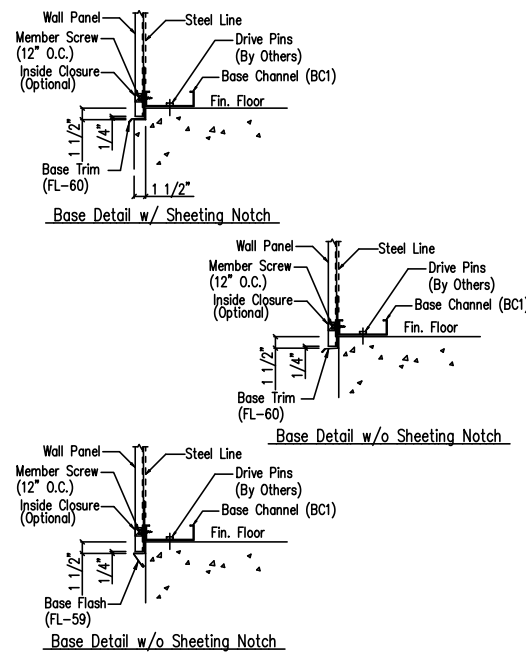 Wall Panel
Steel Line
Member Screw
(12" O.C.)
Drive Pins
(By Others)
Inside Closure
(Optional)
Base Channel (BC1)
Fin. Floor
1 1/2"
1/4"
Base Trim
(FL-60)
1 1/2"
Base Detail w/ Sheeting Notch
Wall Panel
Steel Line
Member Screw
(12" O.C.)
Drive Pins
(By Others)
Inside Closure
(Optional)
Base Channel (BC1)
Fin. Floor
1 1/2"
1/4"
Base Trim
(FL-60)
Base Detail w/o Sheeting Notch
Wall Panel
Steel Line
Member Screw
(12" O.C.)
Drive Pins
(By Others)
Inside Closure
(Optional)
Base Channel (BC1)
Fin. Floor
1 1/2"
1/4"
Base Flash
(FL-59)
Base Detail w/o Sheeting Notch